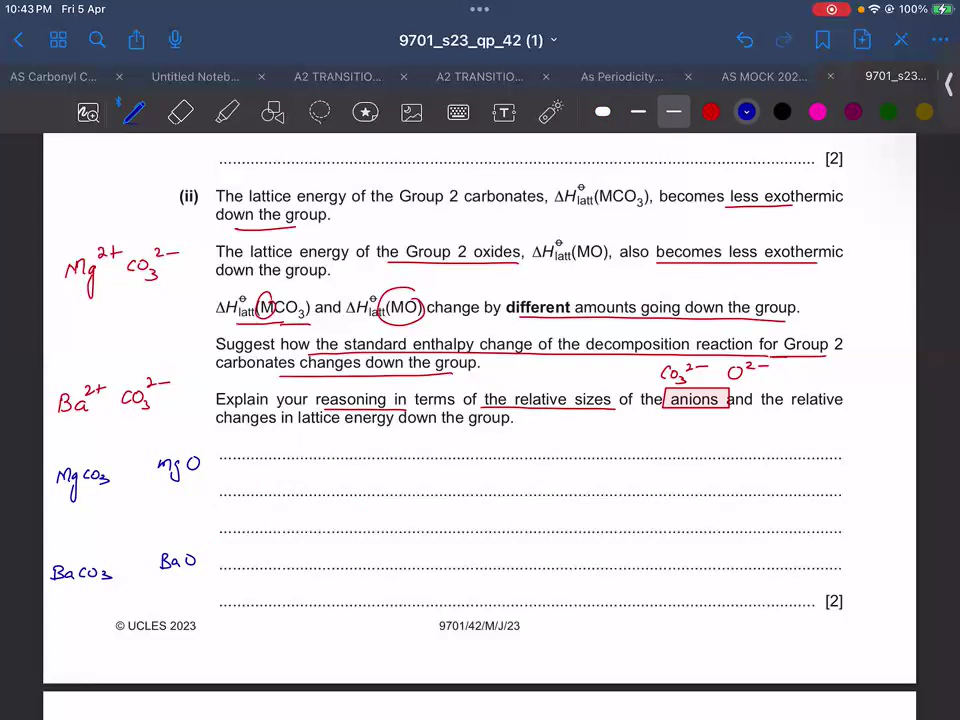 10:43 PM Fri 5 Apr
100%
9701_s23_qp_42 (1)
AS Carbonyl C...
Untitled Noteb...
A2 TRANSITIO...
A2 TRANSITIO...
As Periodicity...
AS MOCK 202...
9701_s23...
[2]
(ii) The lattice energy of the Group 2 carbonates, ΔH⦵latt(MCO3), becomes less exothermic
down the group.
The lattice energy of the Group 2 oxides, ΔH⦵latt(MO), also becomes less exothermic
down the group.
Mg2+ CO3 2−
ΔH⦵latt(MCO3) and ΔH⦵latt(MO) change by different amounts going down the group.
Suggest how the standard enthalpy change of the decomposition reaction for Group 2
carbonates changes down the group.
CO3 2− O2−
Ba2+ CO3 2−
Explain your reasoning in terms of the relative sizes of the anions and the relative
changes in lattice energy down the group.
MgCO3 MgO
BaCO3 BaO
[2]
© UCLES 2023
9701/42/M/J/23